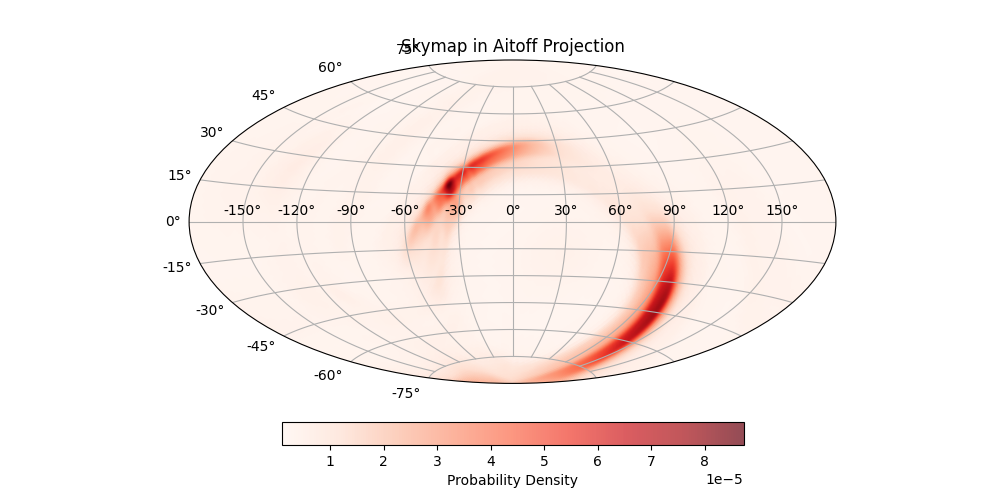 Skymap in Aitoff Projection
75°
60°
45°
30°
15°
-150° -120° -90° -60° -30° 0° 30° 60° 90° 120° 150°
0°
-15°
-30°
-45°
-60°
-75°
1 2 3 4 5 6 7 8
1e−5
Probability Density